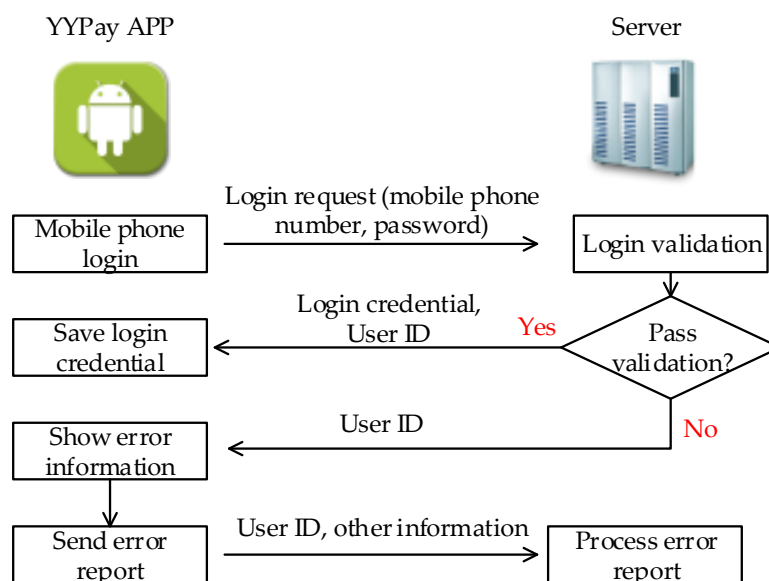 YYPay APP
Server
Login request (mobile phone
number, password)
Mobile phone
login
Login validation
Login credential,
User ID
Yes
Save login
credential
Pass
validation?
User ID
No
Show error
information
User ID, other information
Send error
report
Process error
report